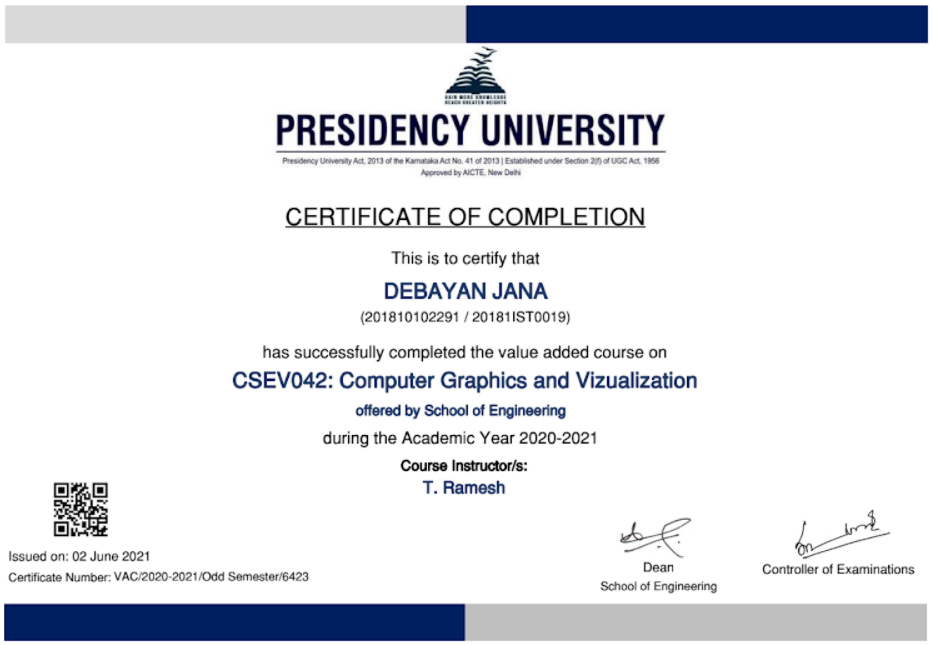 GAIN MORE KNOWLEDGE
REACH GREATER HEIGHTS
PRESIDENCY UNIVERSITY
Presidency University Act, 2013 of the Karnataka Act No. 41 of 2013 | Established under Section 2(f) of UGC Act, 1956
Approved by AICTE, New Delhi
CERTIFICATE OF COMPLETION
This is to certify that
DEBAYAN JANA
(201810102291 / 20181IST0019)
has successfully completed the value added course on
CSEV042: Computer Graphics and Vizualization
offered by School of Engineering
during the Academic Year 2020-2021
Course Instructor/s:
T. Ramesh
Issued on: 02 June 2021
Certificate Number: VAC/2020-2021/Odd Semester/6423
Dean
School of Engineering
Controller of Examinations